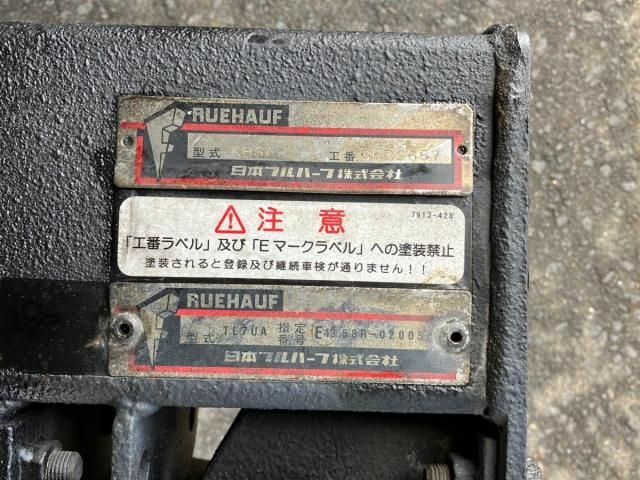 RUEHAUF
型式 工番
日本フルハーフ株式会社
注意
7913-428
「工番ラベル」及び「Eマークラベル」への塗装禁止
塗装されると登録及び継続車検が通りません!!
RUEHAUF
型式 TL7UA 指定番号 E43 58R-02005
日本フルハーフ株式会社